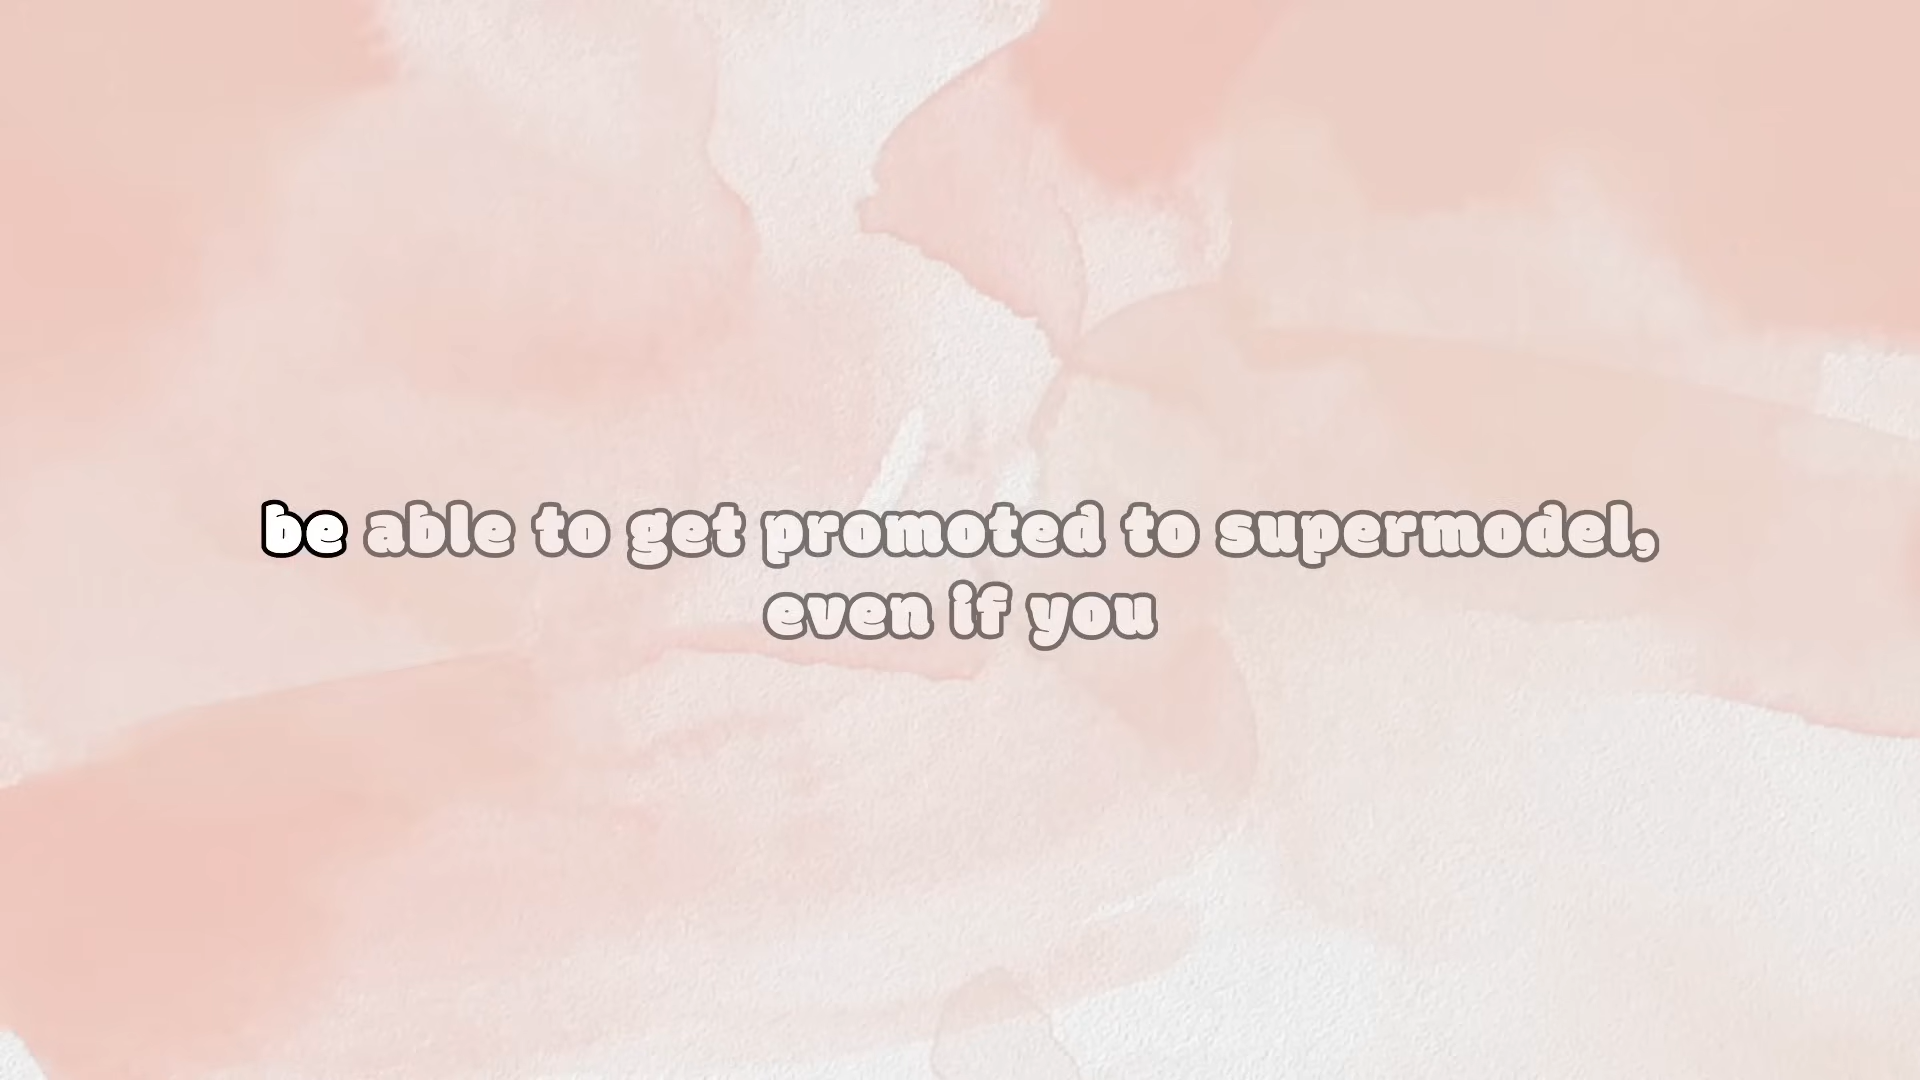 be able to get promoted to supermodel,
even if you